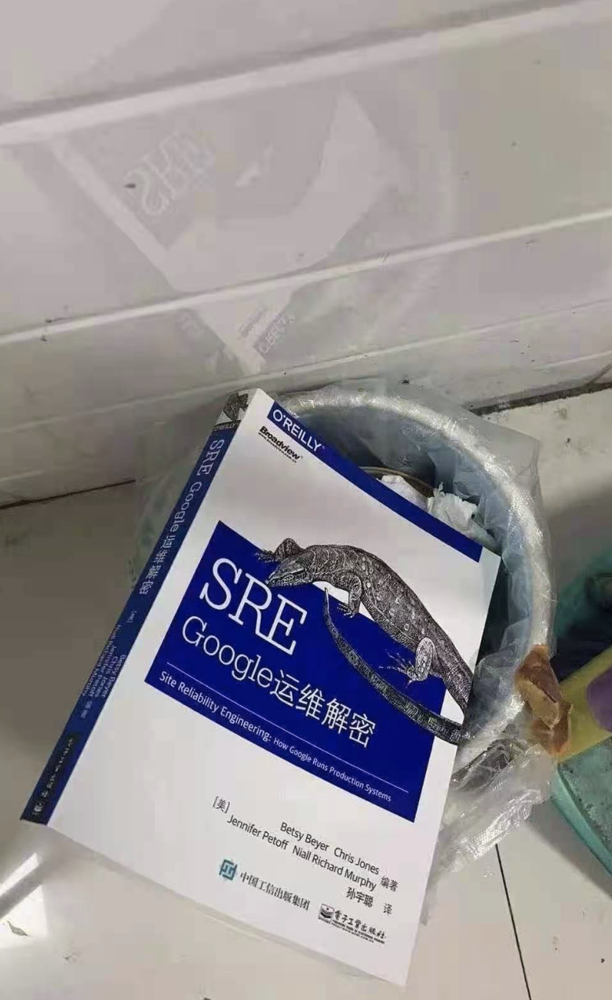 O'REILLY®
Broadview®
SRE
Google运维解密
Site Reliability Engineering: How Google Runs Production Systems
[美]
Betsy Beyer Chris Jones
Jennifer Petoff Niall Richard Murphy 编著
孙宇聪 译
中国工信出版集团
电子工业出版社
O'REILLY
SRE Google运维解密